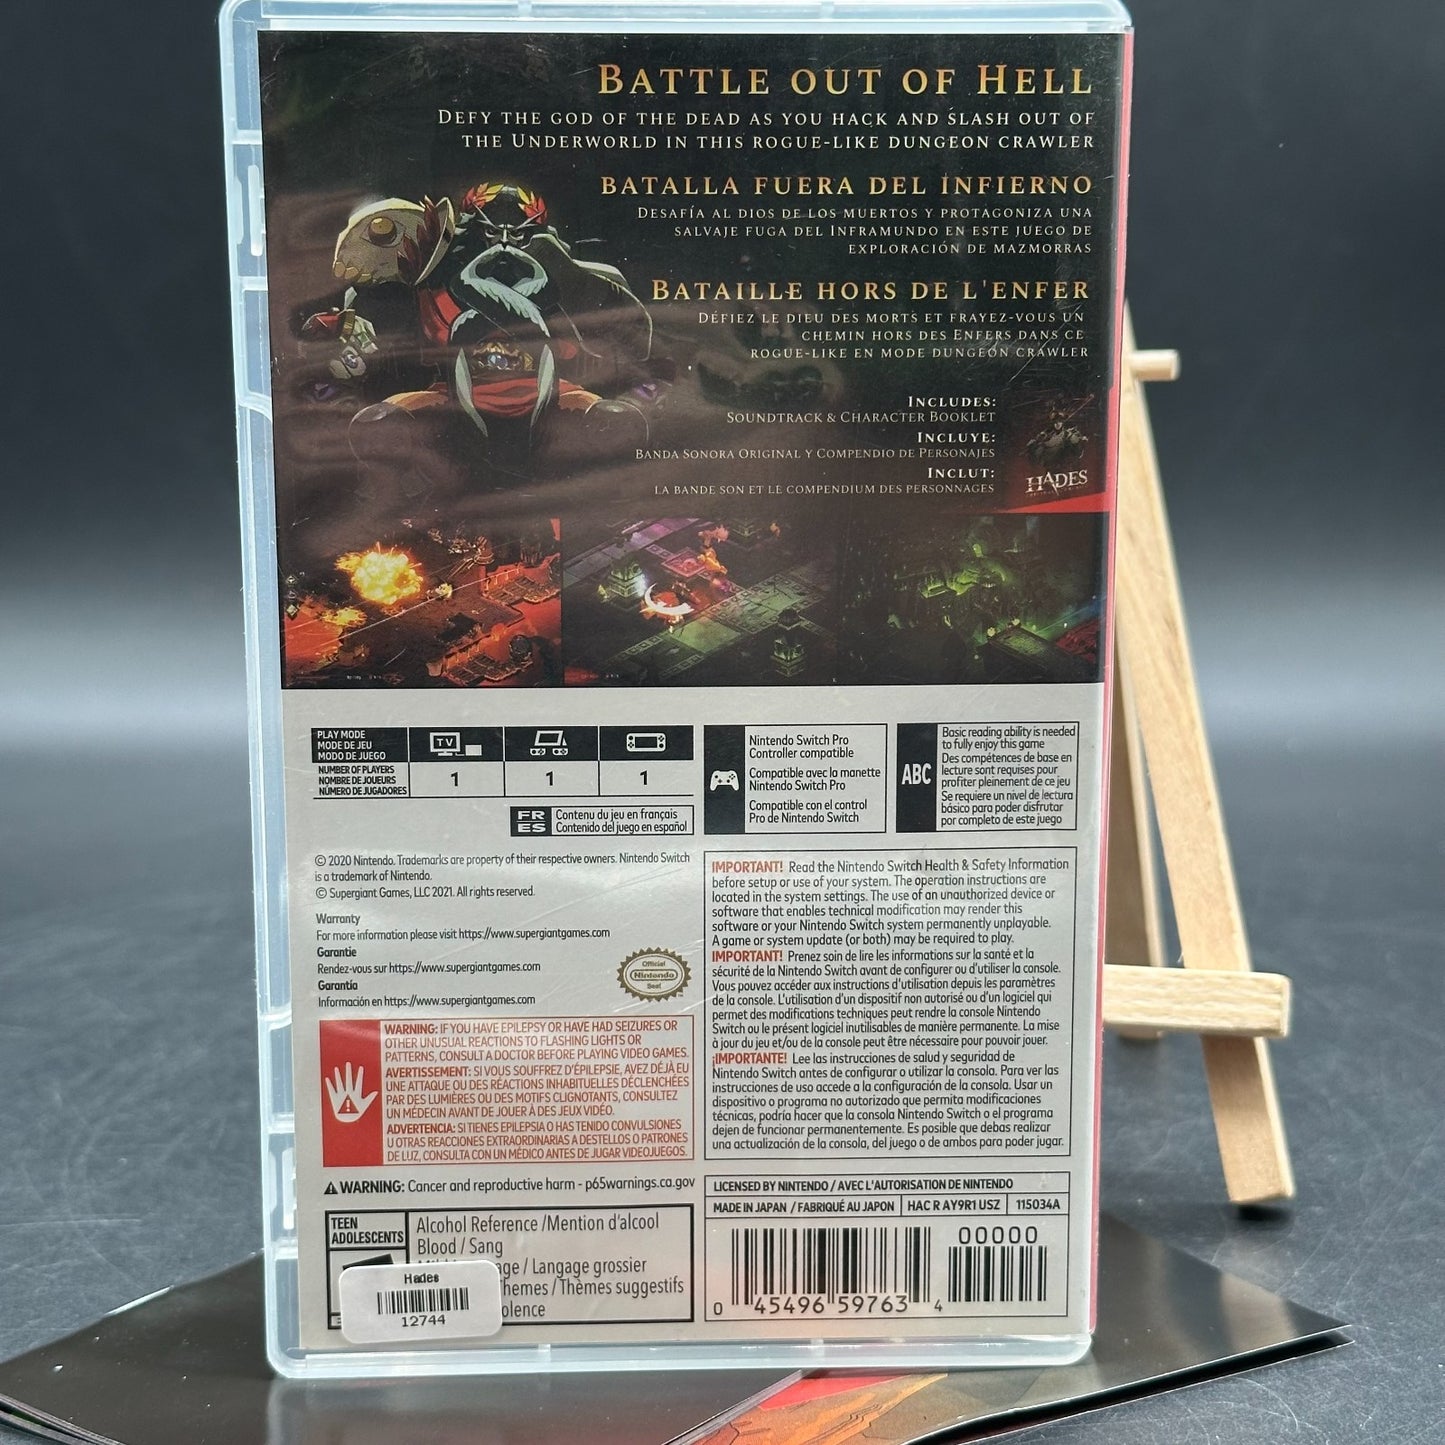 BATTLE OUT OF HELL
DEFY THE GOD OF THE DEAD AS YOU HACK AND SLASH OUT OF
THE UNDERWORLD IN THIS ROGUE-LIKE DUNGEON CRAWLER
BATALLA FUERA DEL INFIERNO
DESAFÍA AL DIOS DE LOS MUERTOS Y PROTAGONIZA UNA
SALVAJE FUGA DEL INFRAMUNDO EN ESTE JUEGO DE
EXPLORACIÓN DE MAZMORRAS
BATAILLE HORS DE L'ENFER
DÉFIEZ LE DIEU DES MORTS ET FRAYEZ-VOUS UN
CHEMIN HORS DES ENFERS DANS CE
ROGUE-LIKE EN MODE DUNGEON CRAWLER
INCLUDES:
SOUNDTRACK & CHARACTER BOOKLET
INCLUYE:
BANDA SONORA ORIGINAL Y COMPENDIO DE PERSONAJES
INCLUT:
LA BANDE SON ET LE COMPENDIUM DES PERSONNAGES
HADES
PLAY MODE
MODE DE JEU
MODO DE JUEGO
TV
NUMBER OF PLAYERS
NOMBRE DE JOUEURS
NÚMERO DE JUGADORES
1 1 1
FR ES
Contenu du jeu en français
Contenido del juego en español
Nintendo Switch Pro
Controller compatible
Compatible avec la manette
Nintendo Switch Pro
Compatible con el control
Pro de Nintendo Switch
ABC
Basic reading ability is needed
to fully enjoy this game
Des compétences de base en
lecture sont requises pour
profiter pleinement de ce jeu
Se requiere un nivel de lectura
básico para poder disfrutar
por completo de este juego
© 2020 Nintendo. Trademarks are property of their respective owners. Nintendo Switch
is a trademark of Nintendo.
© Supergiant Games, LLC 2021. All rights reserved.
Warranty
For more information please visit https://www.supergiantgames.com
Garantie
Rendez-vous sur https://www.supergiantgames.com
Garantía
Información en https://www.supergiantgames.com
Official
Nintendo
Seal
WARNING: IF YOU HAVE EPILEPSY OR HAVE HAD SEIZURES OR
OTHER UNUSUAL REACTIONS TO FLASHING LIGHTS OR
PATTERNS, CONSULT A DOCTOR BEFORE PLAYING VIDEO GAMES.
AVERTISSEMENT: SI VOUS SOUFFREZ D'ÉPILEPSIE, AVEZ DÉJÀ EU
UNE ATTAQUE OU DES RÉACTIONS INHABITUELLES DÉCLENCHÉES
PAR DES LUMIÈRES OU DES MOTIFS CLIGNOTANTS, CONSULTEZ
UN MÉDECIN AVANT DE JOUER À DES JEUX VIDÉO.
ADVERTENCIA: SI TIENES EPILEPSIA O HAS TENIDO CONVULSIONES
U OTRAS REACCIONES EXTRAORDINARIAS A DESTELLOS O PATRONES
DE LUZ, CONSULTA CON UN MÉDICO ANTES DE JUGAR VIDEOJUEGOS.
WARNING: Cancer and reproductive harm - p65warnings.ca.gov
IMPORTANT! Read the Nintendo Switch Health & Safety Information
before setup or use of your system. The operation instructions are
located in the system settings. The use of an unauthorized device or
software that enables technical modification may render this
software or your Nintendo Switch system permanently unplayable.
A game or system update (or both) may be required to play.
IMPORTANT! Prenez soin de lire les informations sur la santé et la
sécurité de la Nintendo Switch avant de configurer ou d'utiliser la console.
Vous pouvez accéder aux instructions d'utilisation depuis les paramètres
de la console. L'utilisation d'un dispositif non autorisé ou d'un logiciel qui
permet des modifications techniques peut rendre la console Nintendo
Switch ou le présent logiciel inutilisables de manière permanente. La mise
à jour du jeu et/ou de la console peut être nécessaire pour pouvoir jouer.
¡IMPORTANTE! Lee las instrucciones de salud y seguridad de
Nintendo Switch antes de configurar o utilizar la consola. Para ver las
instrucciones de uso accede a la configuración de la consola. Usar un
dispositivo o programa no autorizado que permita modificaciones
técnicas, podría hacer que la consola Nintendo Switch o el programa
dejen de funcionar permanentemente. Es posible que debas realizar
una actualización de la consola, del juego o de ambos para poder jugar.
LICENSED BY NINTENDO / AVEC L'AUTORISATION DE NINTENDO
MADE IN JAPAN / FABRIQUÉ AU JAPON HAC R AY9R1 USZ 115034A
TEEN
ADOLESCENTS
Alcohol Reference /Mention d'alcool
Blood / Sang
/ Langage grossier
/ Thèmes suggestifs
Hades
12744
0 45496 59763 4
00000